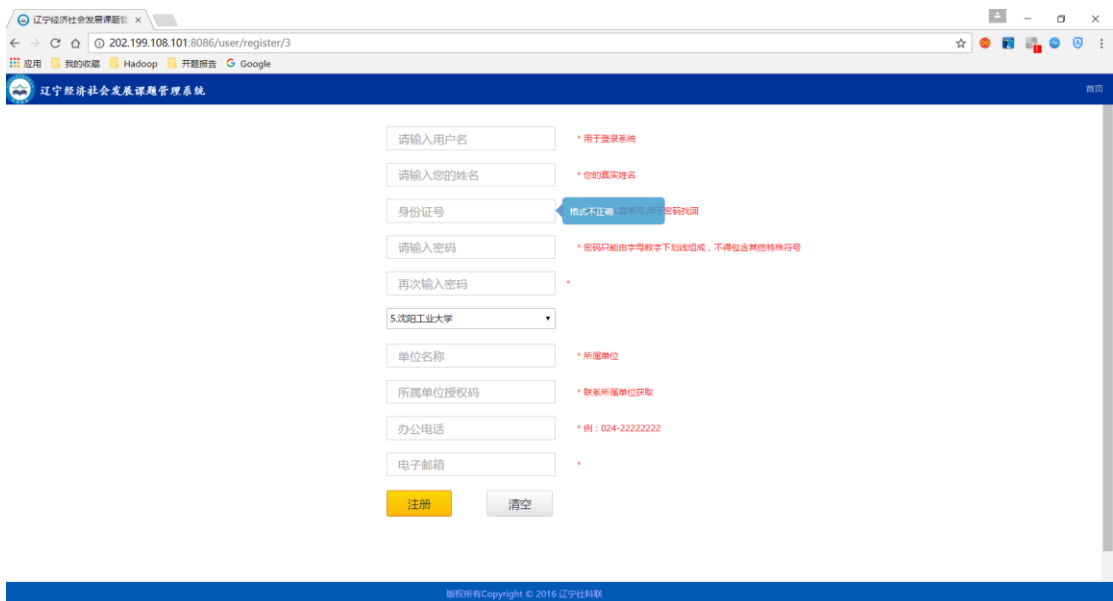 辽宁经济社会发展课题管
202.199.108.101:8086/user/register/3
应用 我的收藏 Hadoop 开题报告 G Google
辽宁经济社会发展课题管理系统 首页
请输入用户名 * 用于登录系统
请输入您的姓名 * 您的真实姓名
身份证号 格式不正确 真填写,用于密码找回
请输入密码 * 密码只能由字母数字下划线组成，不得包含其他特殊符号
再次输入密码 *
5.沈阳工业大学
单位名称 * 所属单位
所属单位授权码 * 联系所属单位获取
办公电话 * 例：024-22222222
电子邮箱 *
注册 清空
版权所有Copyright © 2016 辽宁社科联